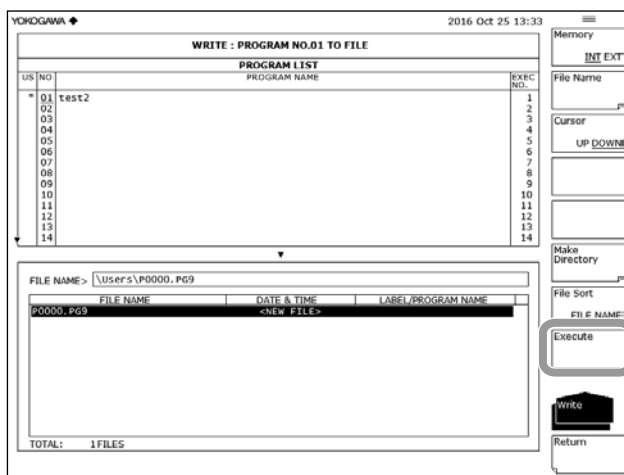 YOKOGAWA ◆ 2016 Oct 25 13:33
WRITE : PROGRAM NO.01 TO FILE
PROGRAM LIST
US NO PROGRAM NAME EXEC NO.
* 01 test2 1
02 2
03 3
04 4
05 5
06 6
07 7
08 8
09 9
10 10
11 11
12 12
13 13
14 14
FILE NAME> \Users\P0000.PG9
FILE NAME DATE & TIME LABEL/PROGRAM NAME
P0000.PG9 <NEW FILE>
TOTAL: 1FILES
Memory
INT EXT
File Name
Cursor
UP DOWN
Make
Directory
File Sort
FILE NAME
Execute
Write
Return